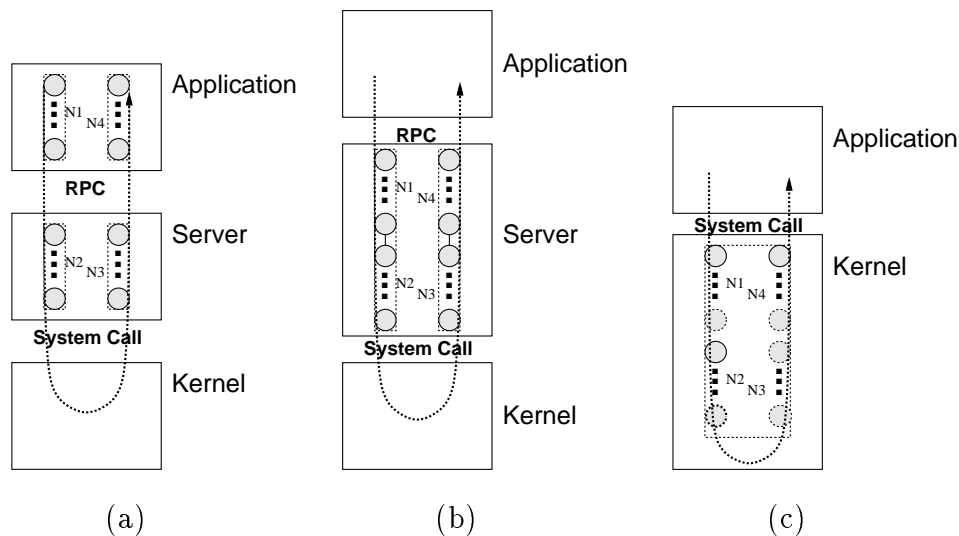 Application
N1
N4
RPC
Server
N2
N3
System Call
Kernel
(a)
Application
RPC
N1
N4
Server
N2
N3
System Call
Kernel
(b)
Application
System Call
Kernel
N1
N4
N2
N3
(c)